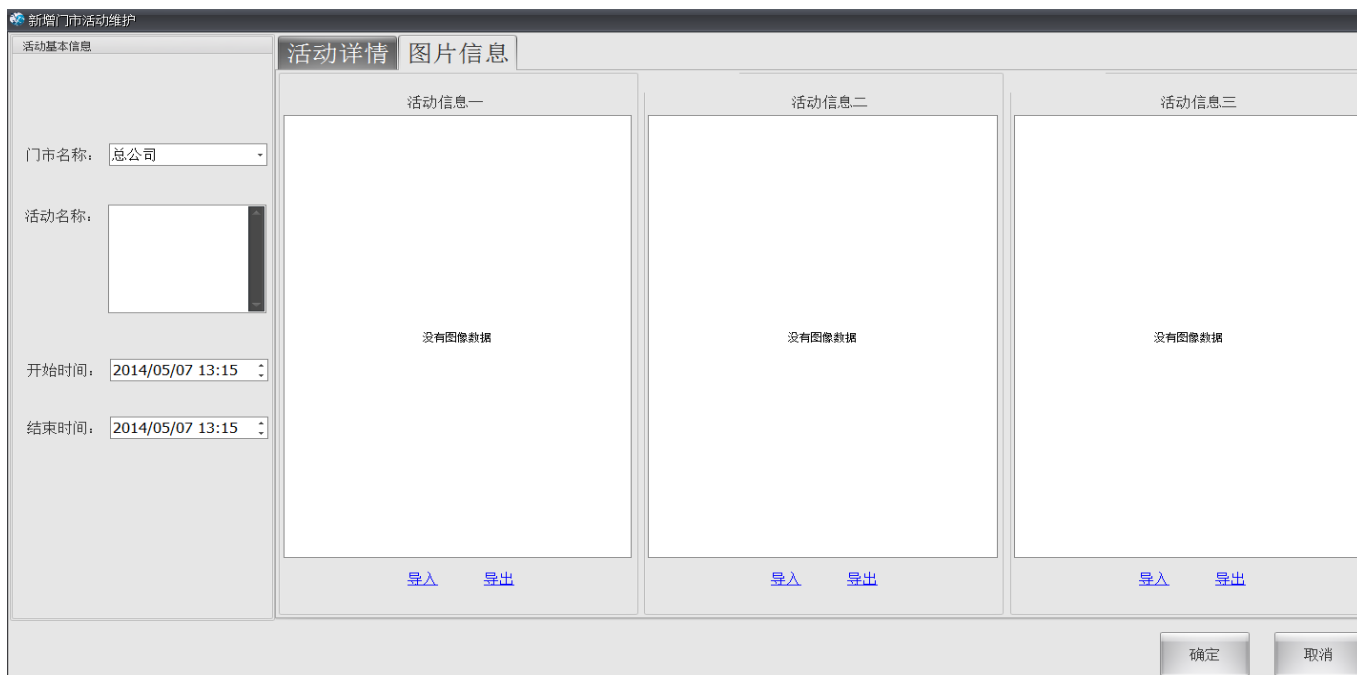 新增门市活动维护
活动基本信息
门市名称： 总公司
活动名称：
开始时间： 2014/05/07 13:15
结束时间： 2014/05/07 13:15
活动详情 图片信息
活动信息一 活动信息二 活动信息三
没有图像数据 没有图像数据 没有图像数据
导入 导出 导入 导出 导入 导出
确定 取消